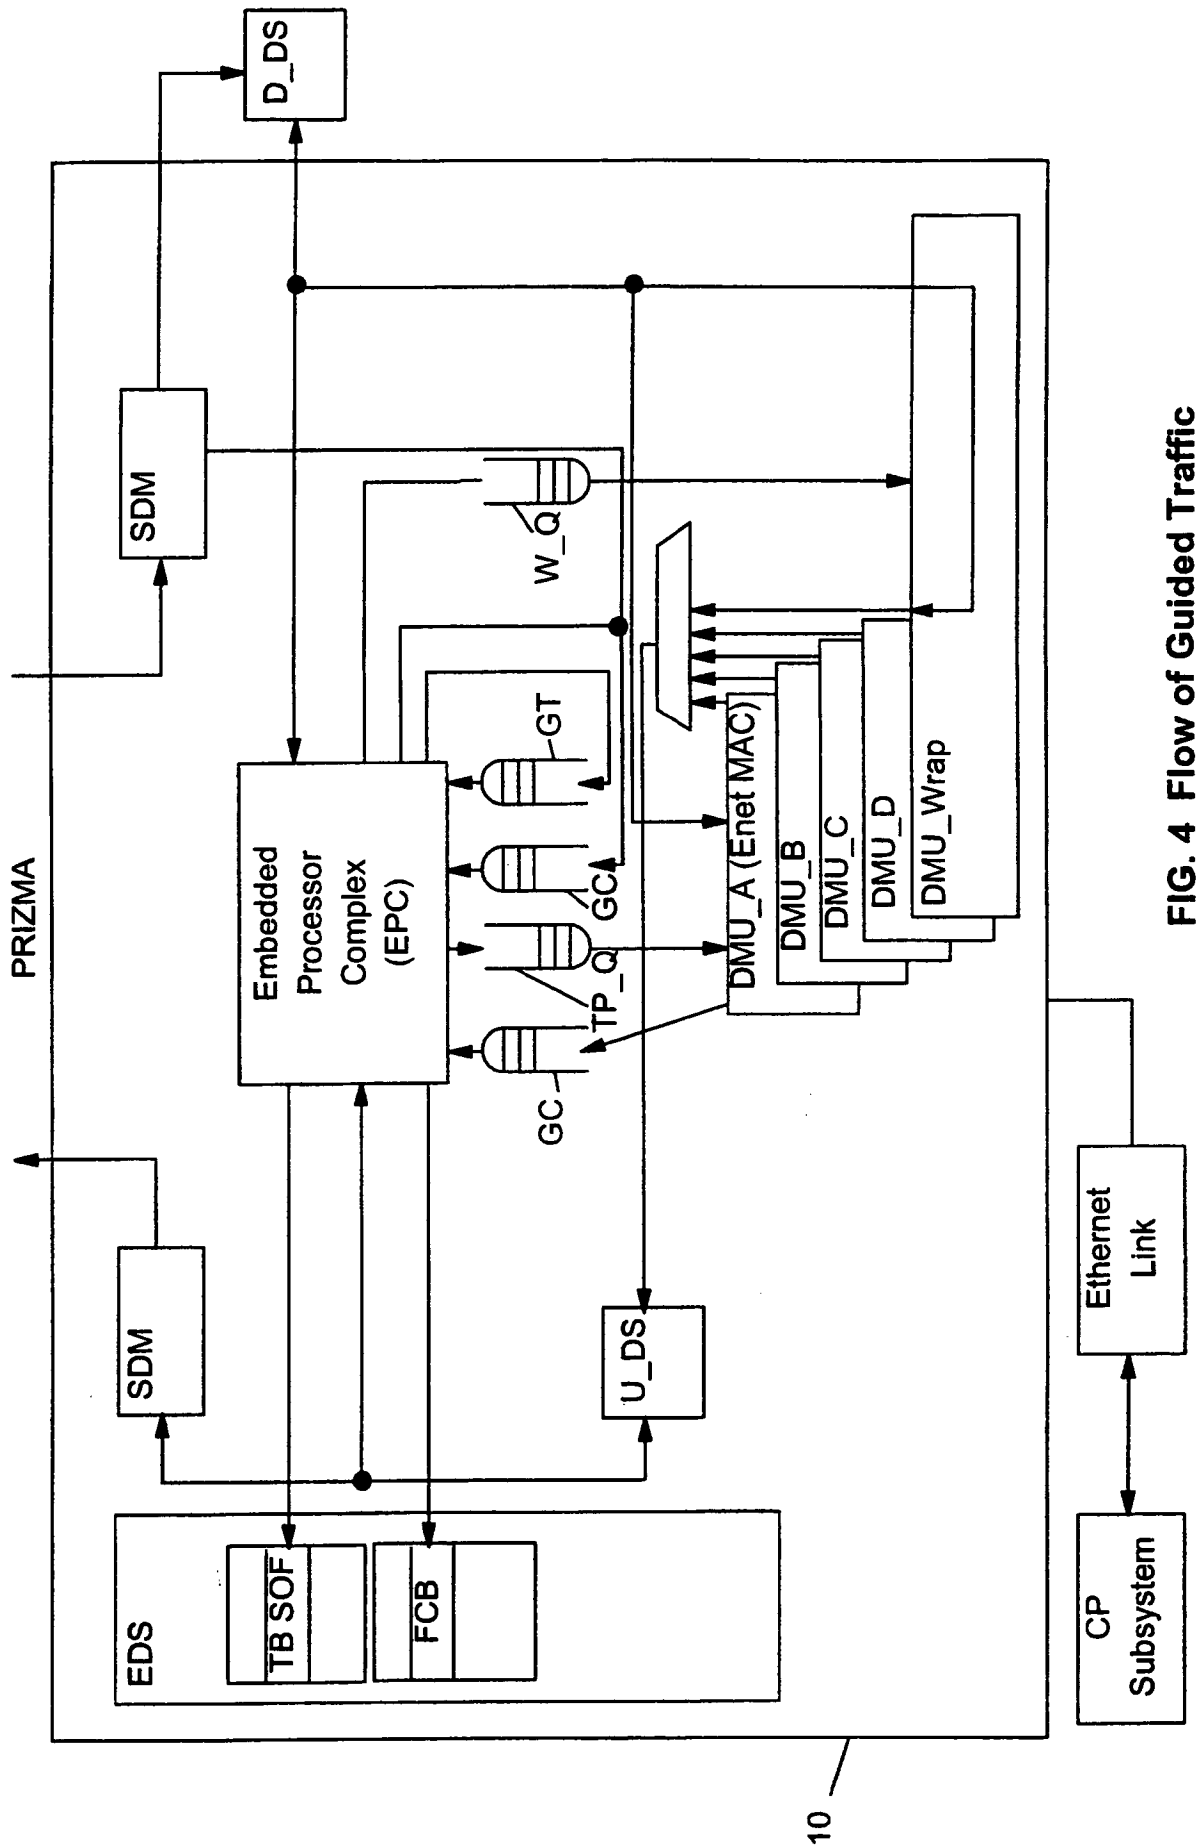 PRIZMA
EDS
TB SOF
FCB
SDM
SDM
D_DS
Embedded
Processor
Complex
(EPC)
GC
TP_Q
GC
GT
W_Q
U_DS
DMU_A (Enet MAC)
DMU_B
DMU_C
DMU_D
DMU_Wrap
10
CP
Subsystem
Ethernet
Link
FIG. 4 Flow of Guided Traffic